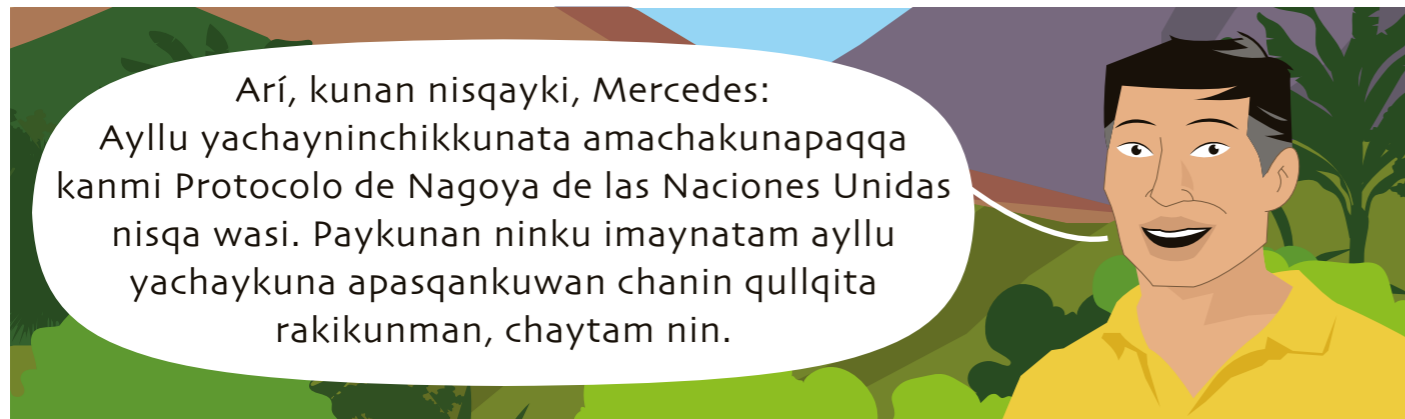 Arí, kunan nisqayki, Mercedes:
Ayllu yachayninchikkunata amachakunapaqqa
kanmi Protocolo de Nagoya de las Naciones Unidas
nisqa wasi. Paykunan ninku imaynatam ayllu
yachaykuna apasqankuwan chanin qullqita
rakikunman, chaytam nin.